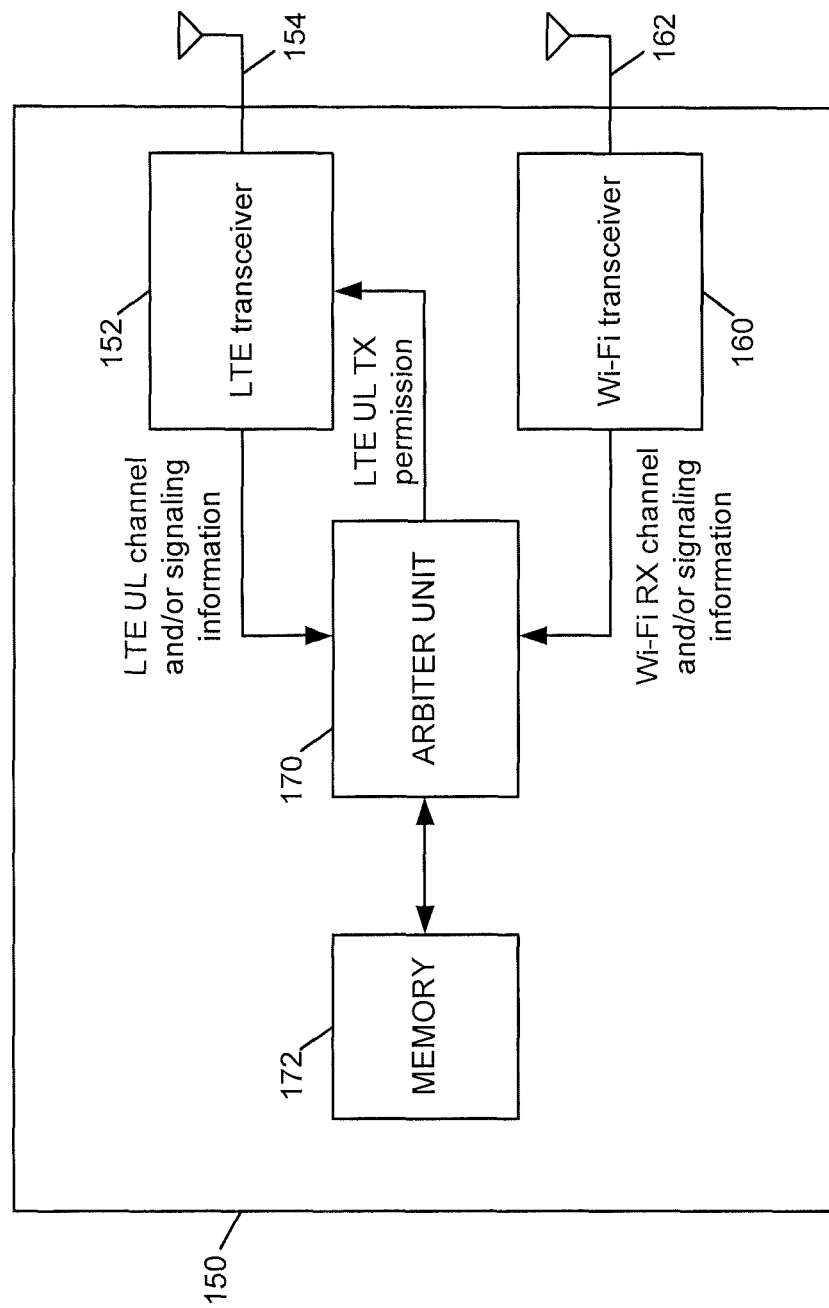 150
152
LTE transceiver
154
LTE UL channel
and/or signaling
information
LTE UL TX
permission
172
MEMORY
170
ARBITER UNIT
Wi-Fi RX channel
and/or signaling
information
Wi-Fi transceiver
160
162